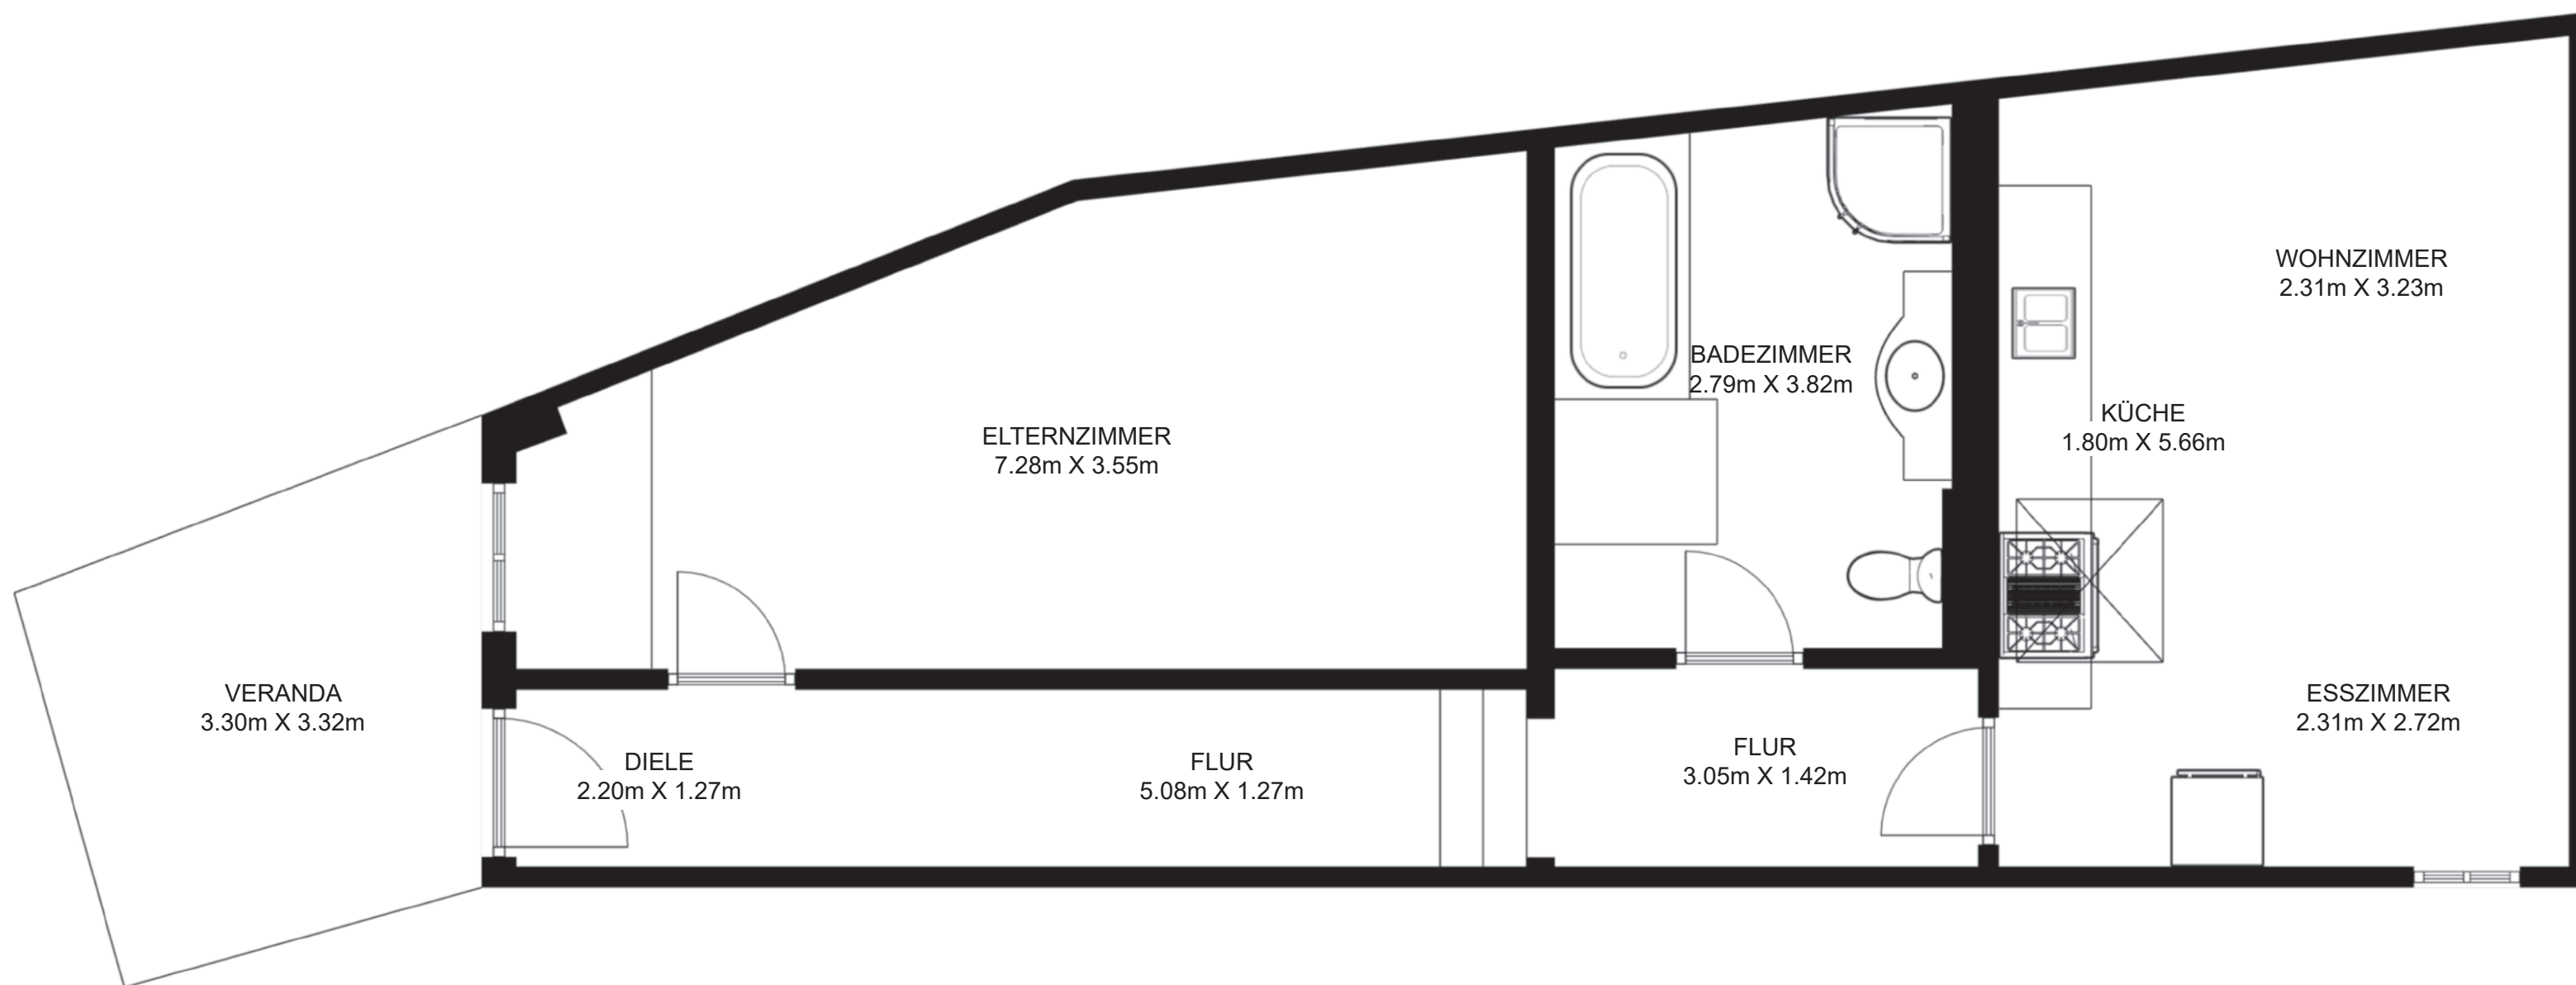 WOHNZIMMER
2.31m X 3.23m
BADEZIMMER
2.79m X 3.82m
KÜCHE
1.80m X 5.66m
ELTERNZIMMER
7.28m X 3.55m
VERANDA
3.30m X 3.32m
ESSZIMMER
2.31m X 2.72m
DIELE
2.20m X 1.27m
FLUR
5.08m X 1.27m
FLUR
3.05m X 1.42m